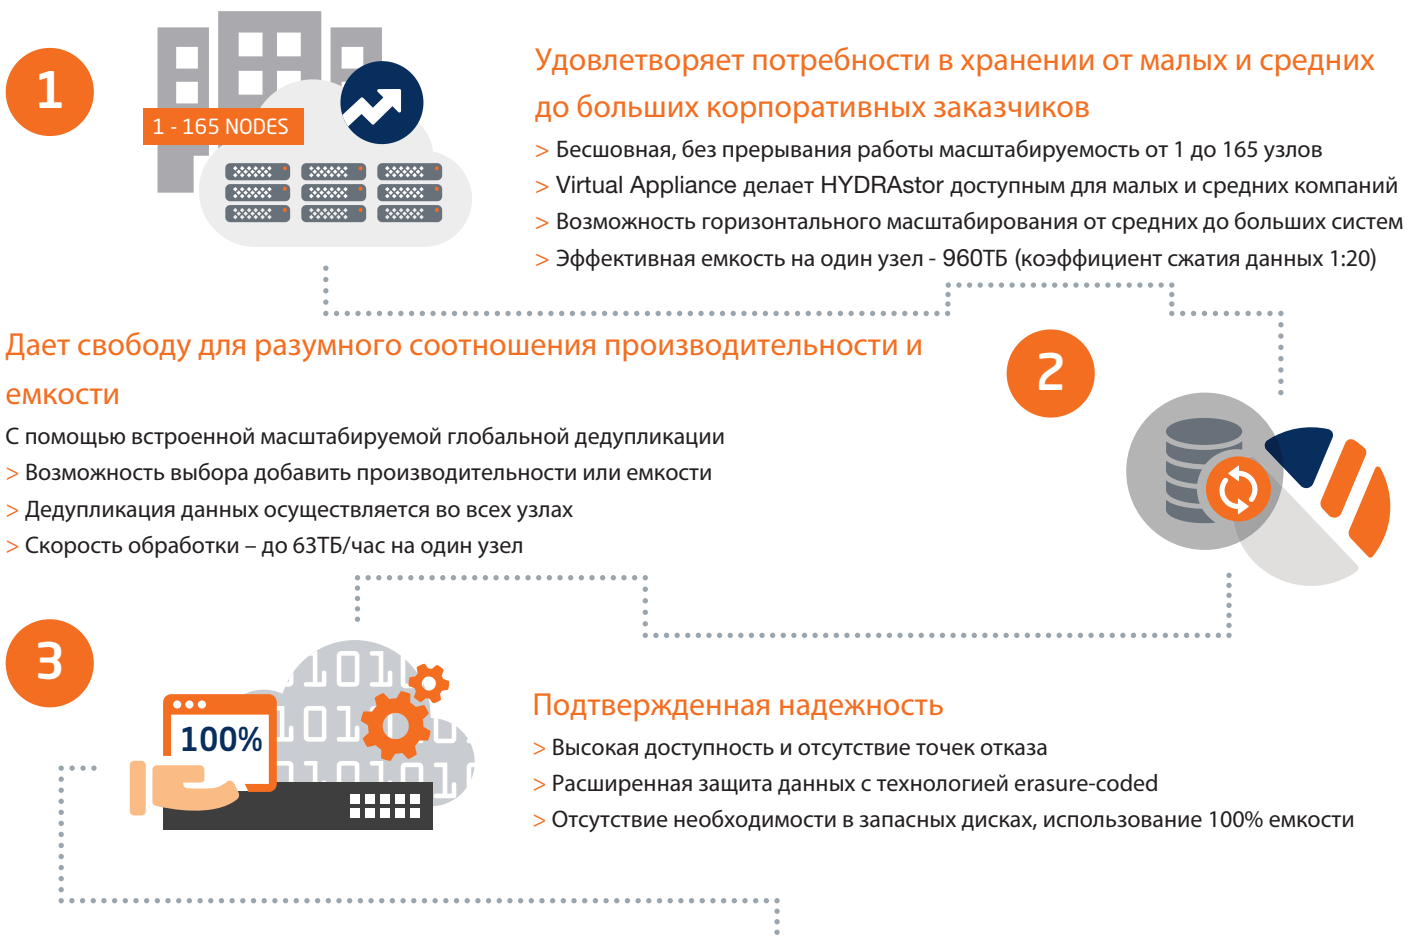 1
1 - 165 NODES
Удовлетворяет потребности в хранении от малых и средних
до больших корпоративных заказчиков
> Бесшовная, без прерывания работы масштабируемость от 1 до 165 узлов
> Virtual Appliance делает HYDRAstor доступным для малых и средних компаний
> Возможность горизонтального масштабирования от средних до больших систем
> Эффективная емкость на один узел - 960ТБ (коэффициент сжатия данных 1:20)
2
Дает свободу для разумного соотношения производительности и
емкости
С помощью встроенной масштабируемой глобальной дедупликации
> Возможность выбора добавить производительности или емкости
> Дедупликация данных осуществляется во всех узлах
> Скорость обработки – до 63ТБ/час на один узел
3
100%
Подтвержденная надежность
> Высокая доступность и отсутствие точек отказа
> Расширенная защита данных с технологией erasure-coded
> Отсутствие необходимости в запасных дисках, использование 100% емкости